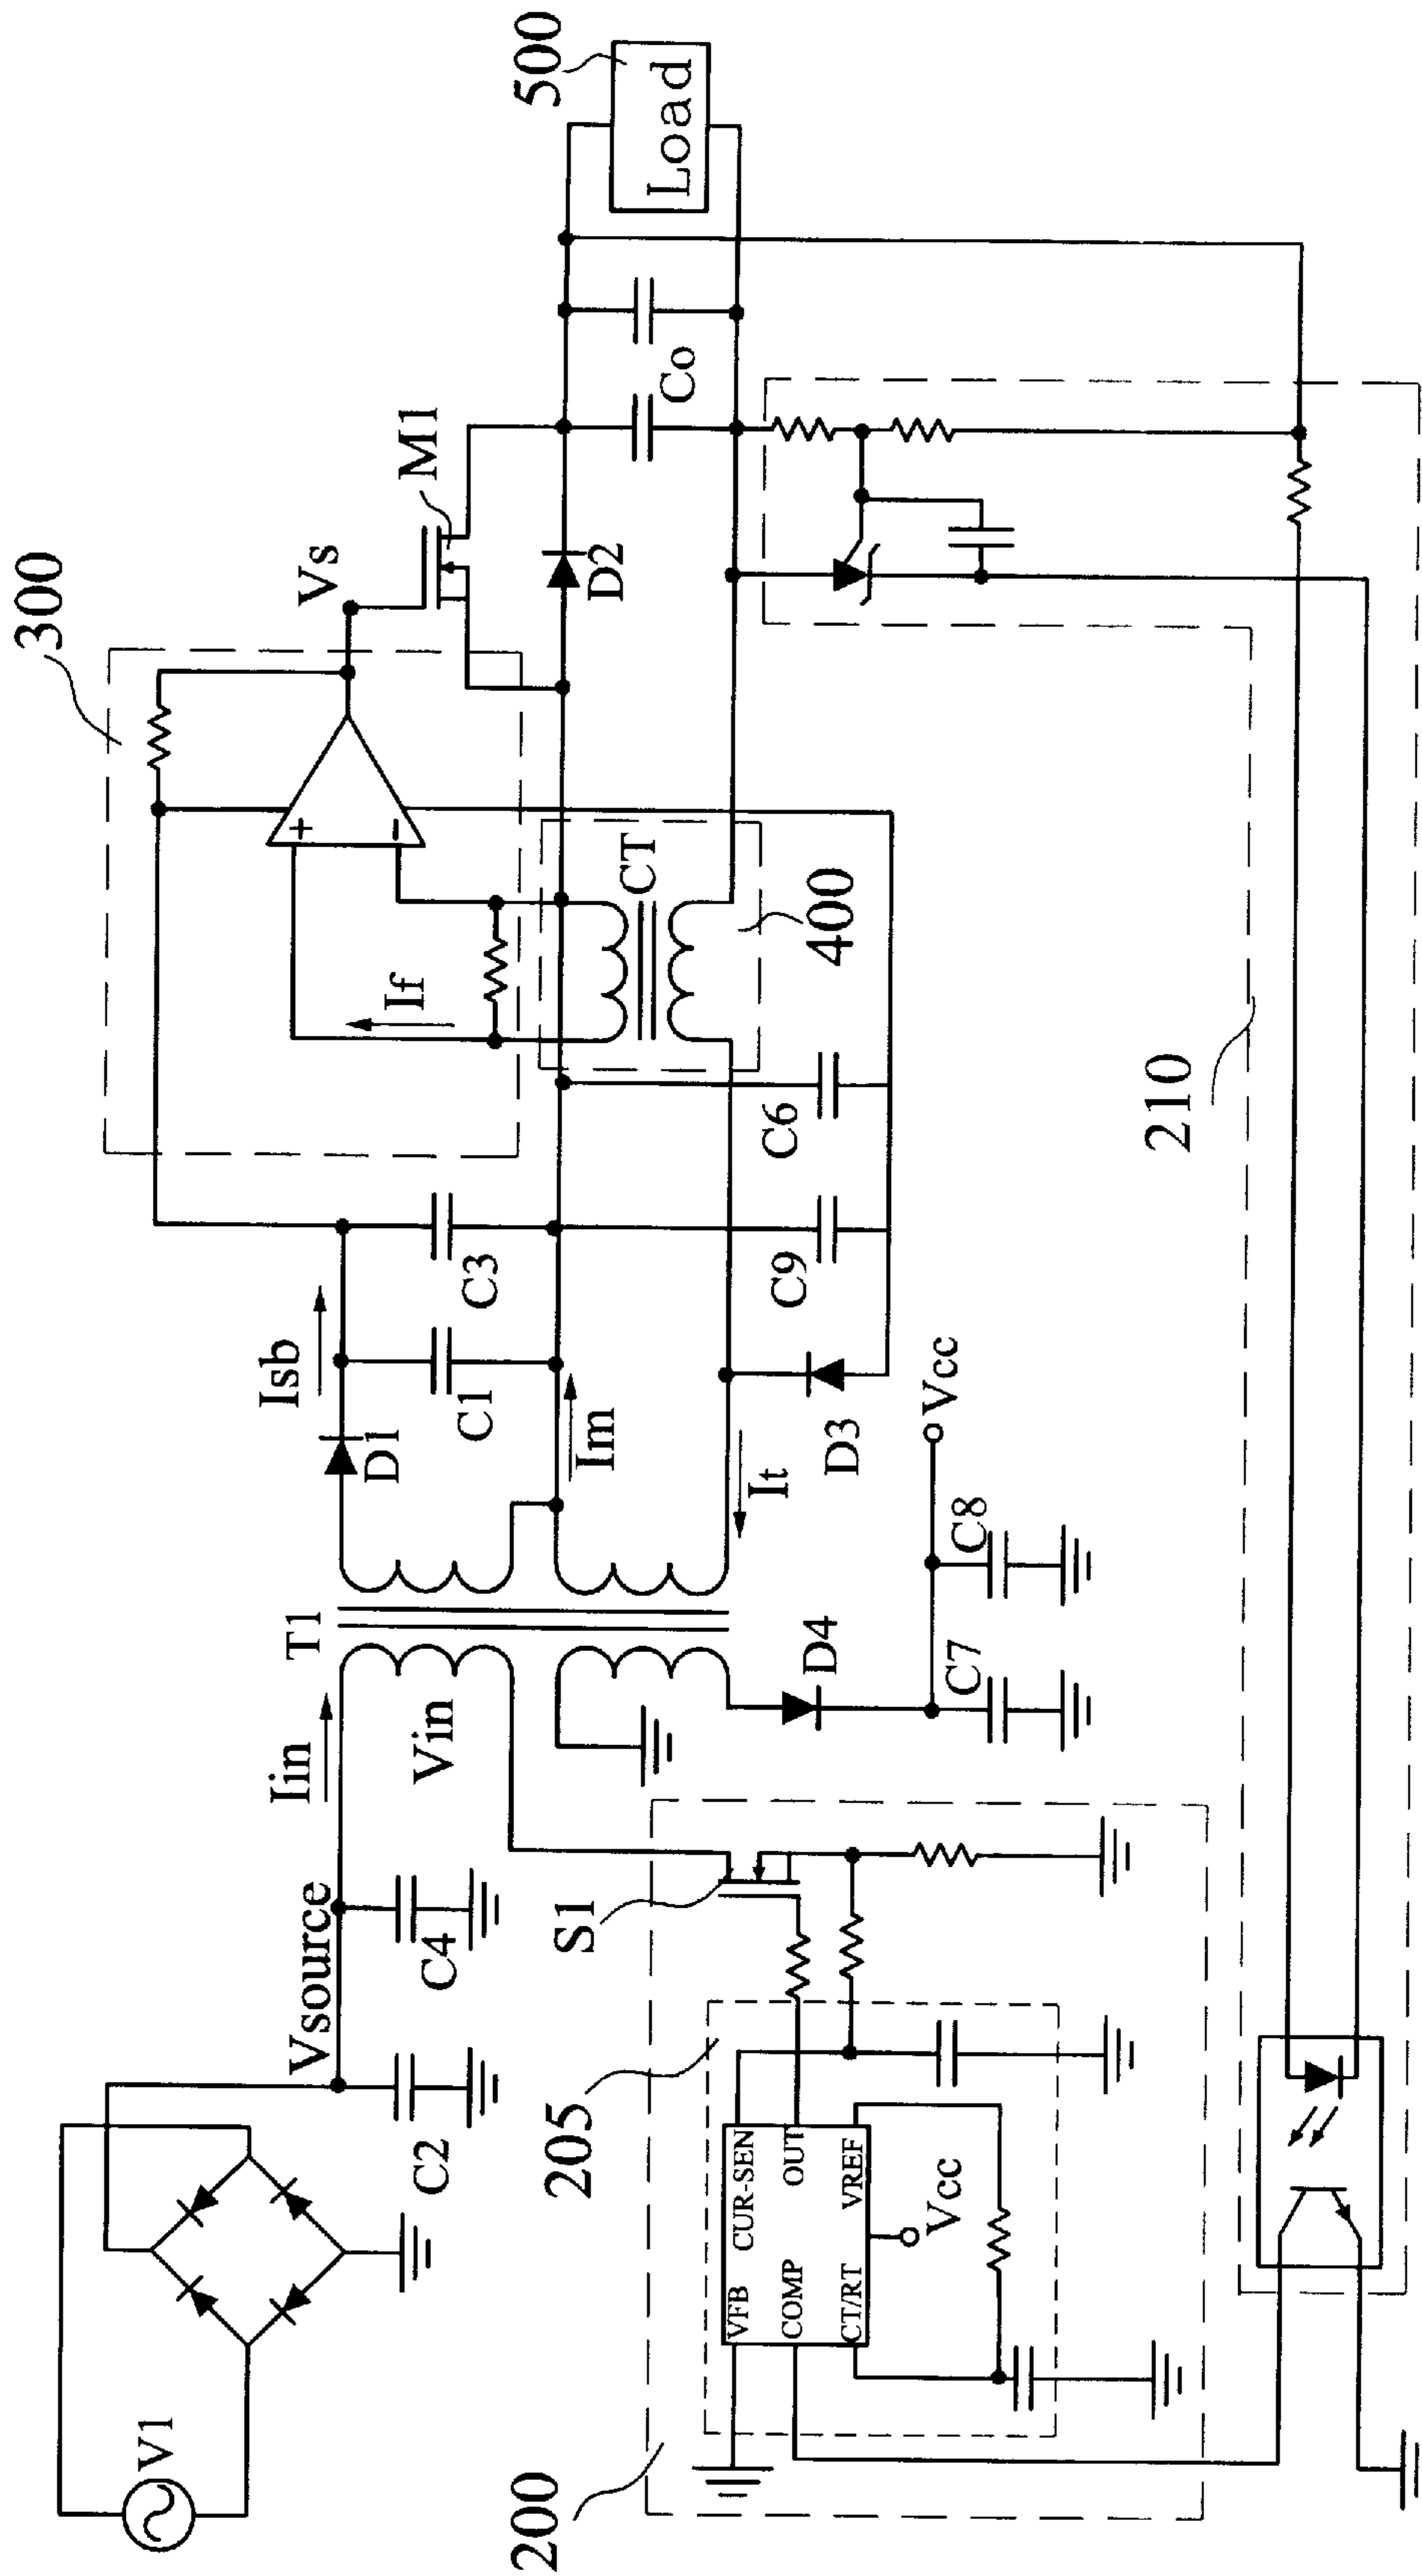 300
Vs
M1
500
Load
Co
D2
If
CT
400
C6
C9
C3
Isb
C1
D1
Im
It
D3
Vcc
210
T1
Iin
Vin
D4
C8
C7
Vsource
C4
C2
V1
S1
205
200
VFB
CUR-SEN
COMP
OUT
CT/RT
VREF
Vcc